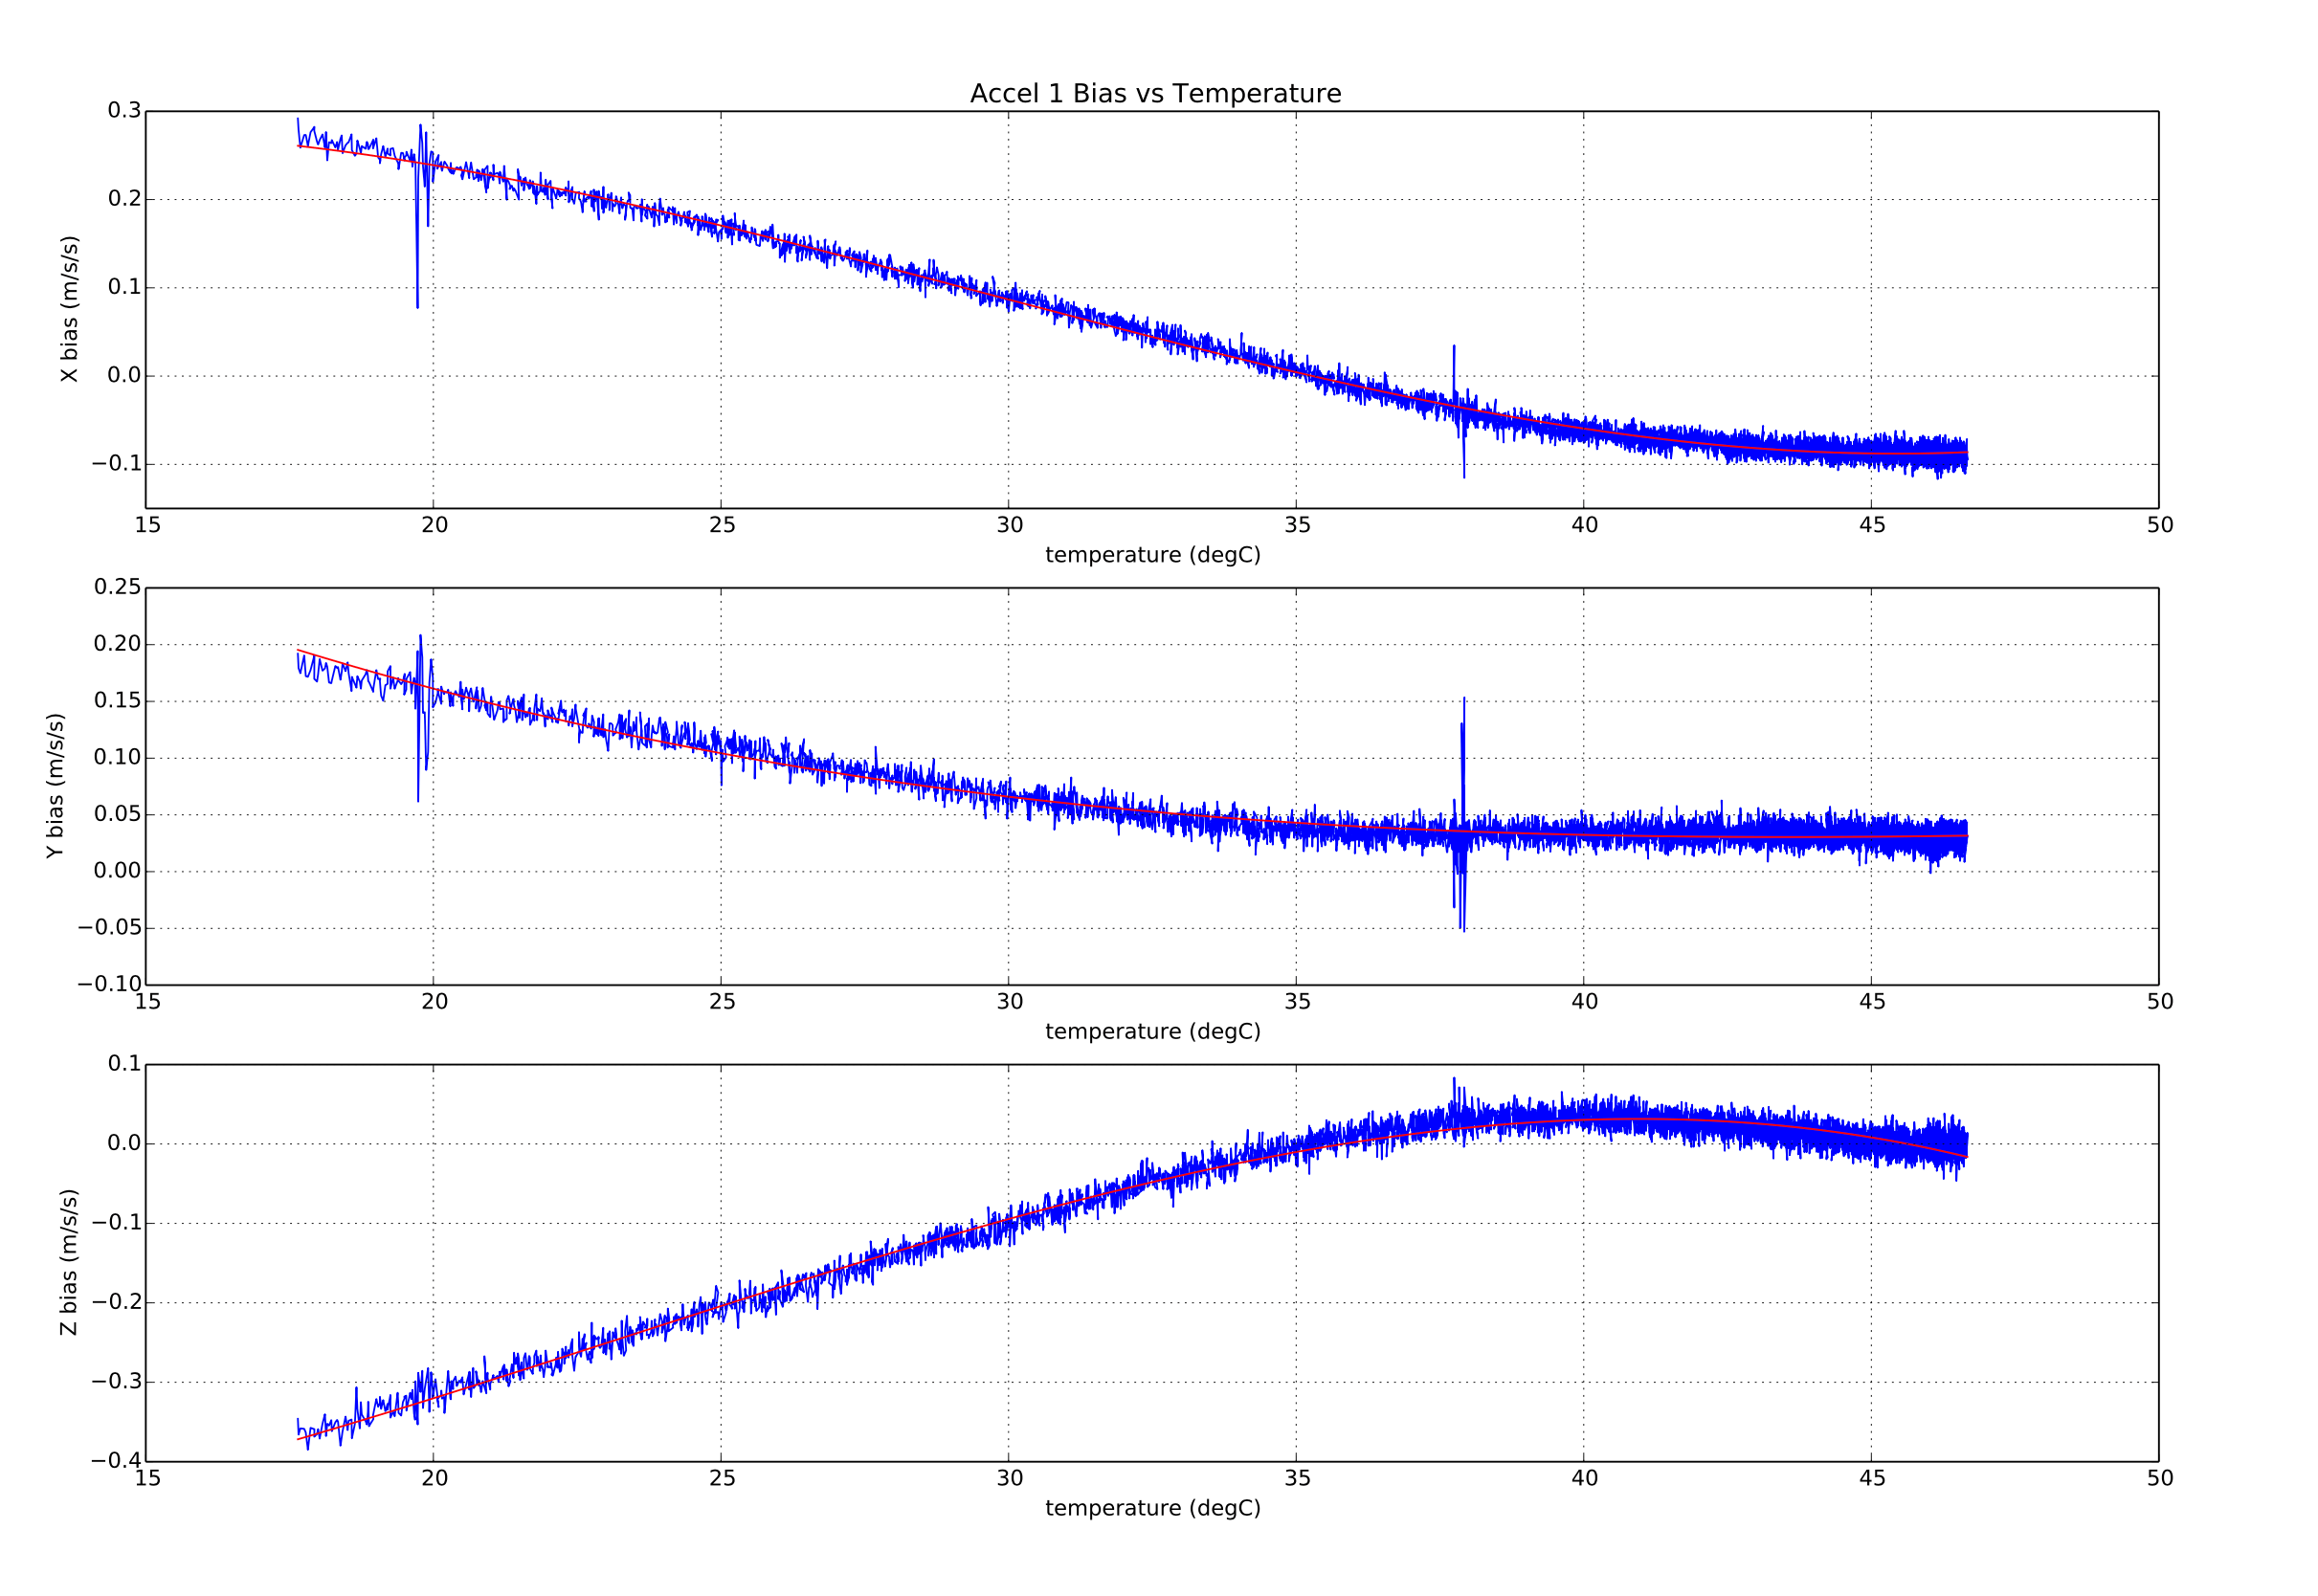 Accel 1 Bias vs Temperature
0.3
0.2
0.1
0.0
−0.1
X bias (m/s/s)
15 20 25 30 35 40 45 50
temperature (degC)
0.25
0.20
0.15
0.10
0.05
0.00
−0.05
−0.10
Y bias (m/s/s)
15 20 25 30 35 40 45 50
temperature (degC)
0.1
0.0
−0.1
−0.2
−0.3
−0.4
Z bias (m/s/s)
15 20 25 30 35 40 45 50
temperature (degC)